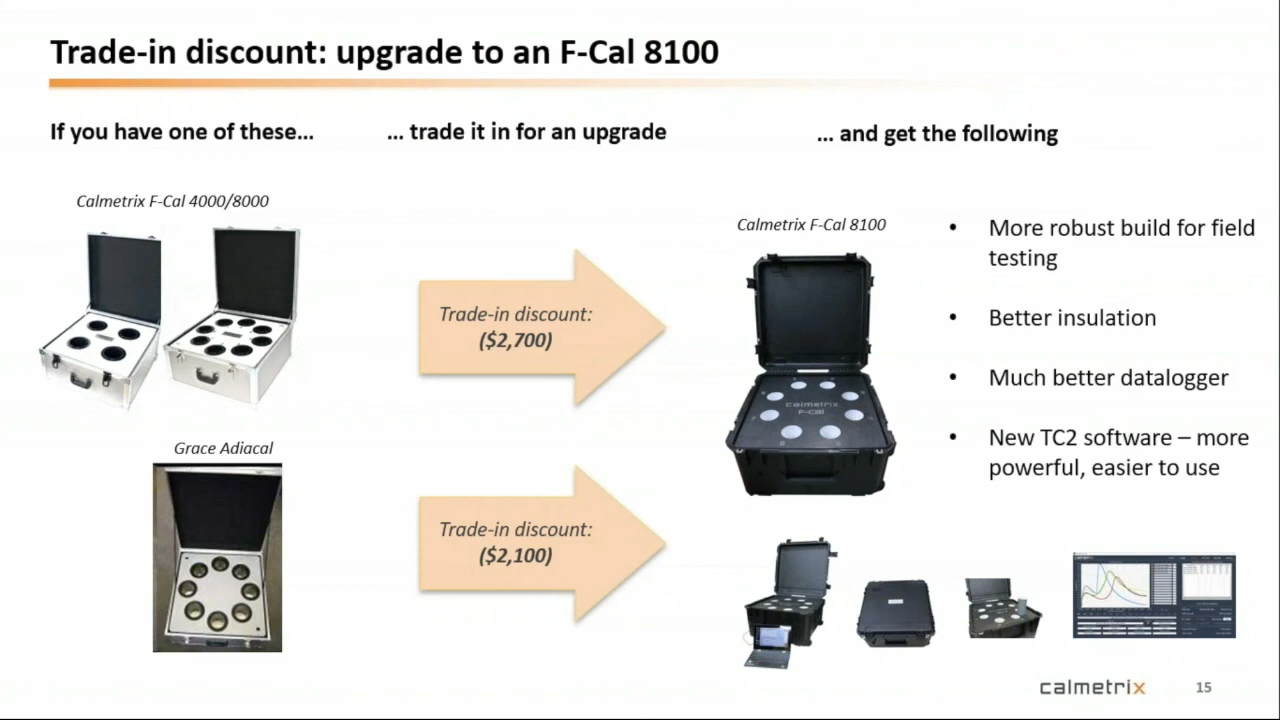 Trade-in discount: upgrade to an F-Cal 8100
If you have one of these...
... trade it in for an upgrade
... and get the following
Calmetrix F-Cal 4000/8000
Trade-in discount:
($2,700)
Calmetrix F-Cal 8100
calmetrix
F-cal
• More robust build for field
testing
• Better insulation
• Much better datalogger
• New TC2 software – more
powerful, easier to use
Grace Adiacal
Trade-in discount:
($2,100)
calmetrix
15